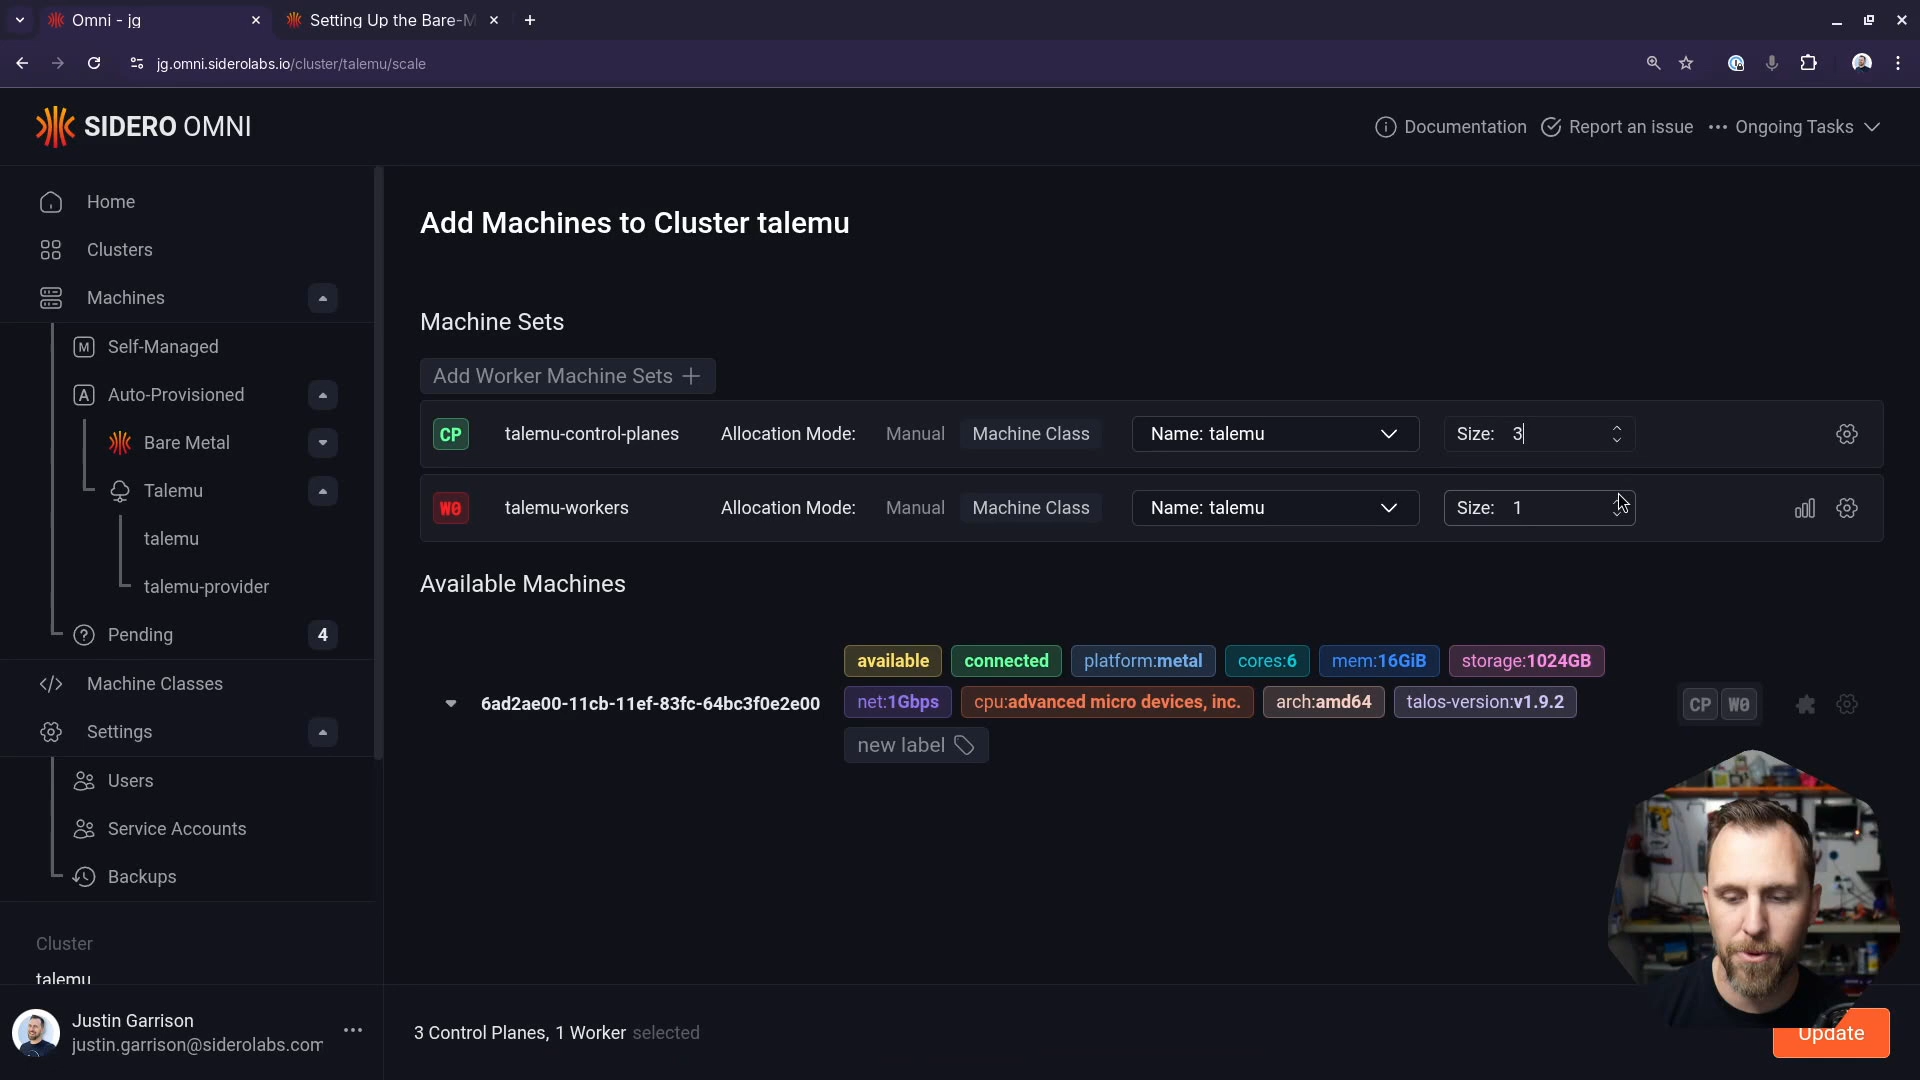 Omni - jg
Setting Up the Bare-M
jg.omni.siderolabs.io/cluster/talemu/scale
SIDERO OMNI
Documentation
Report an issue
Ongoing Tasks
Home
Clusters
Machines
M Self-Managed
A Auto-Provisioned
Bare Metal
Talemu
talemu
talemu-provider
Pending 4
Machine Classes
Settings
Users
Service Accounts
Backups
Cluster
talemu
Justin Garrison
justin.garrison@siderolabs.com
Add Machines to Cluster talemu
Machine Sets
Add Worker Machine Sets
CP talemu-control-planes Allocation Mode: Manual Machine Class Name: talemu Size: 3
W0 talemu-workers Allocation Mode: Manual Machine Class Name: talemu Size: 1
Available Machines
available connected platform:metal cores:6 mem:16GiB storage:1024GB
6ad2ae00-11cb-11ef-83fc-64bc3f0e2e00 net:1Gbps cpu:advanced micro devices, inc. arch:amd64 talos-version:v1.9.2 CP W0
new label
3 Control Planes, 1 Worker selected
Update